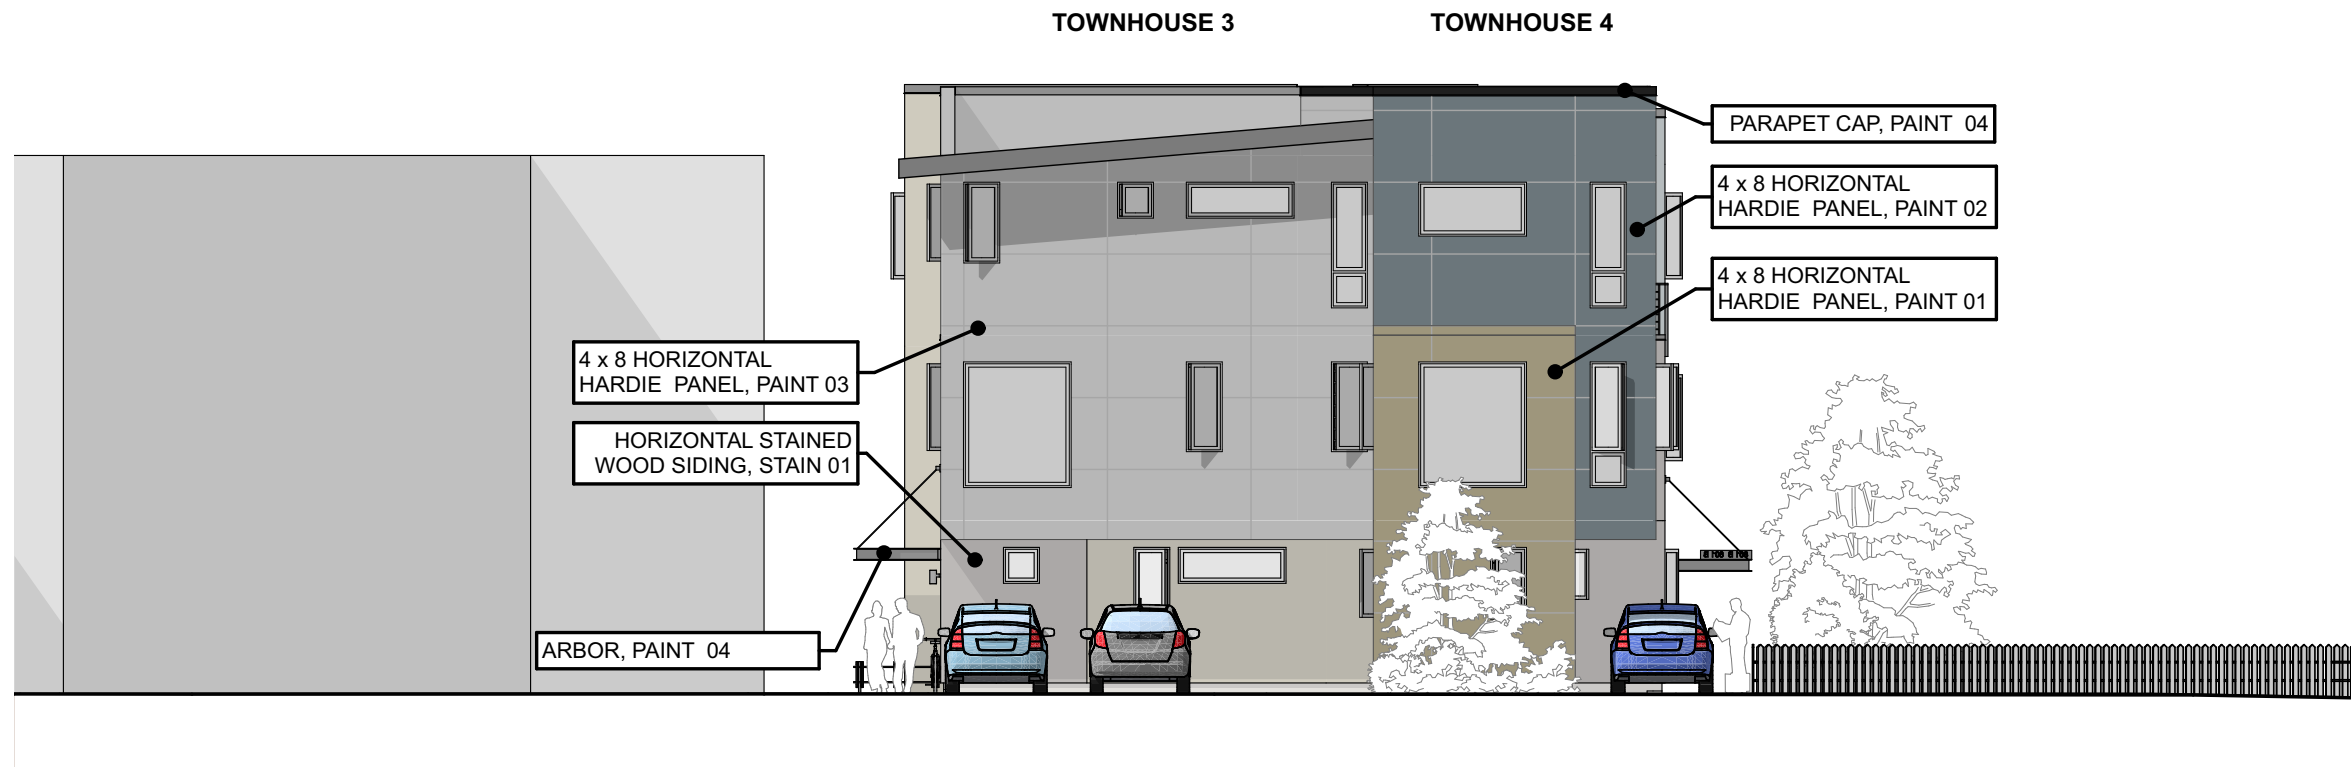 TOWNHOUSE 3
TOWNHOUSE 4
PARAPET CAP, PAINT 04
4 x 8 HORIZONTAL
HARDIE PANEL, PAINT 02
4 x 8 HORIZONTAL
HARDIE PANEL, PAINT 01
4 x 8 HORIZONTAL
HARDIE PANEL, PAINT 03
HORIZONTAL STAINED
WOOD SIDING, STAIN 01
ARBOR, PAINT 04